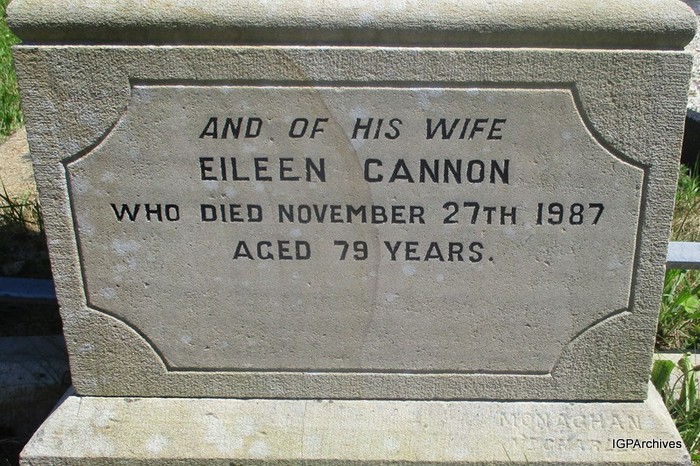 AND OF HIS WIFE
EILEEN CANNON
WHO DIED NOVEMBER 27TH 1987
AGED 79 YEARS.
MONAGHAN
IGPArchives